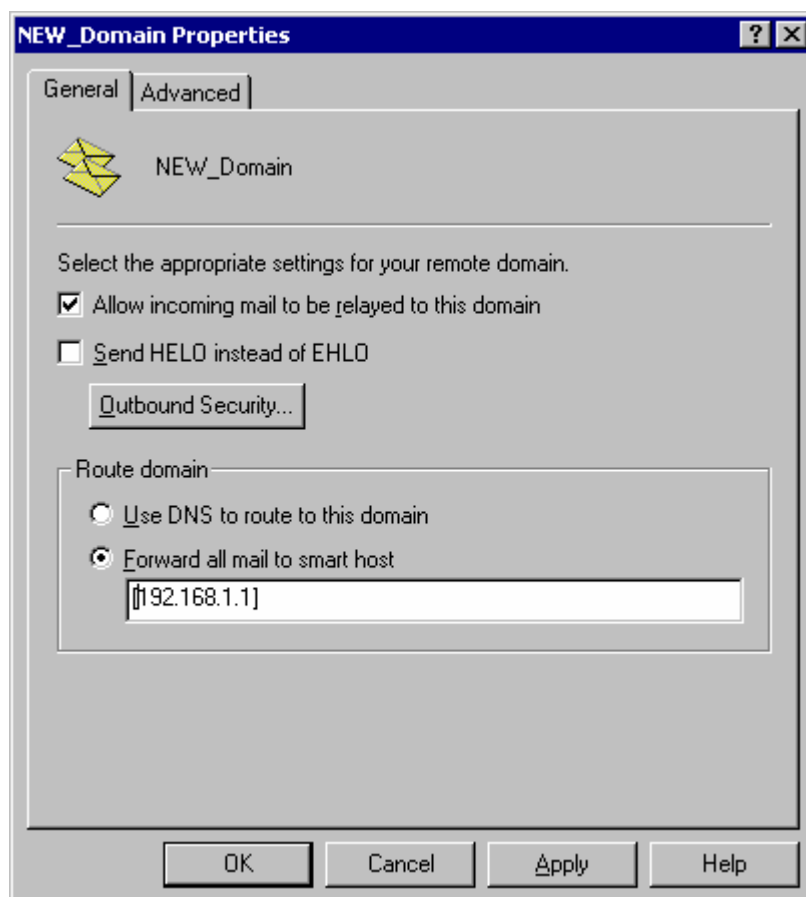 NEW_Domain Properties
General Advanced
NEW_Domain
Select the appropriate settings for your remote domain.
Allow incoming mail to be relayed to this domain
Send HELO instead of EHLO
Outbound Security...
Route domain
Use DNS to route to this domain
Forward all mail to smart host
[192.168.1.1]
OK Cancel Apply Help